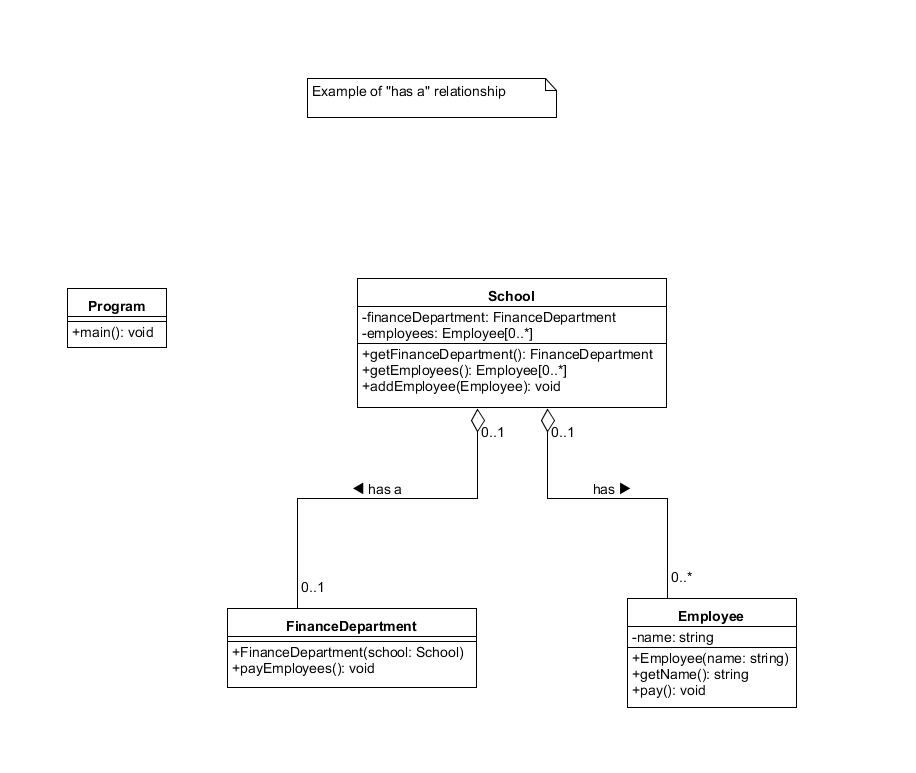 Example of "has a" relationship
Program
+main(): void
School
-financeDepartment: FinanceDepartment
-employees: Employee[0..*]
+getFinanceDepartment(): FinanceDepartment
+getEmployees(): Employee[0..*]
+addEmployee(Employee): void
0..1
0..1
◀ has a
has ▶
0..1
0..*
FinanceDepartment
+FinanceDepartment(school: School)
+payEmployees(): void
Employee
-name: string
+Employee(name: string)
+getName(): string
+pay(): void